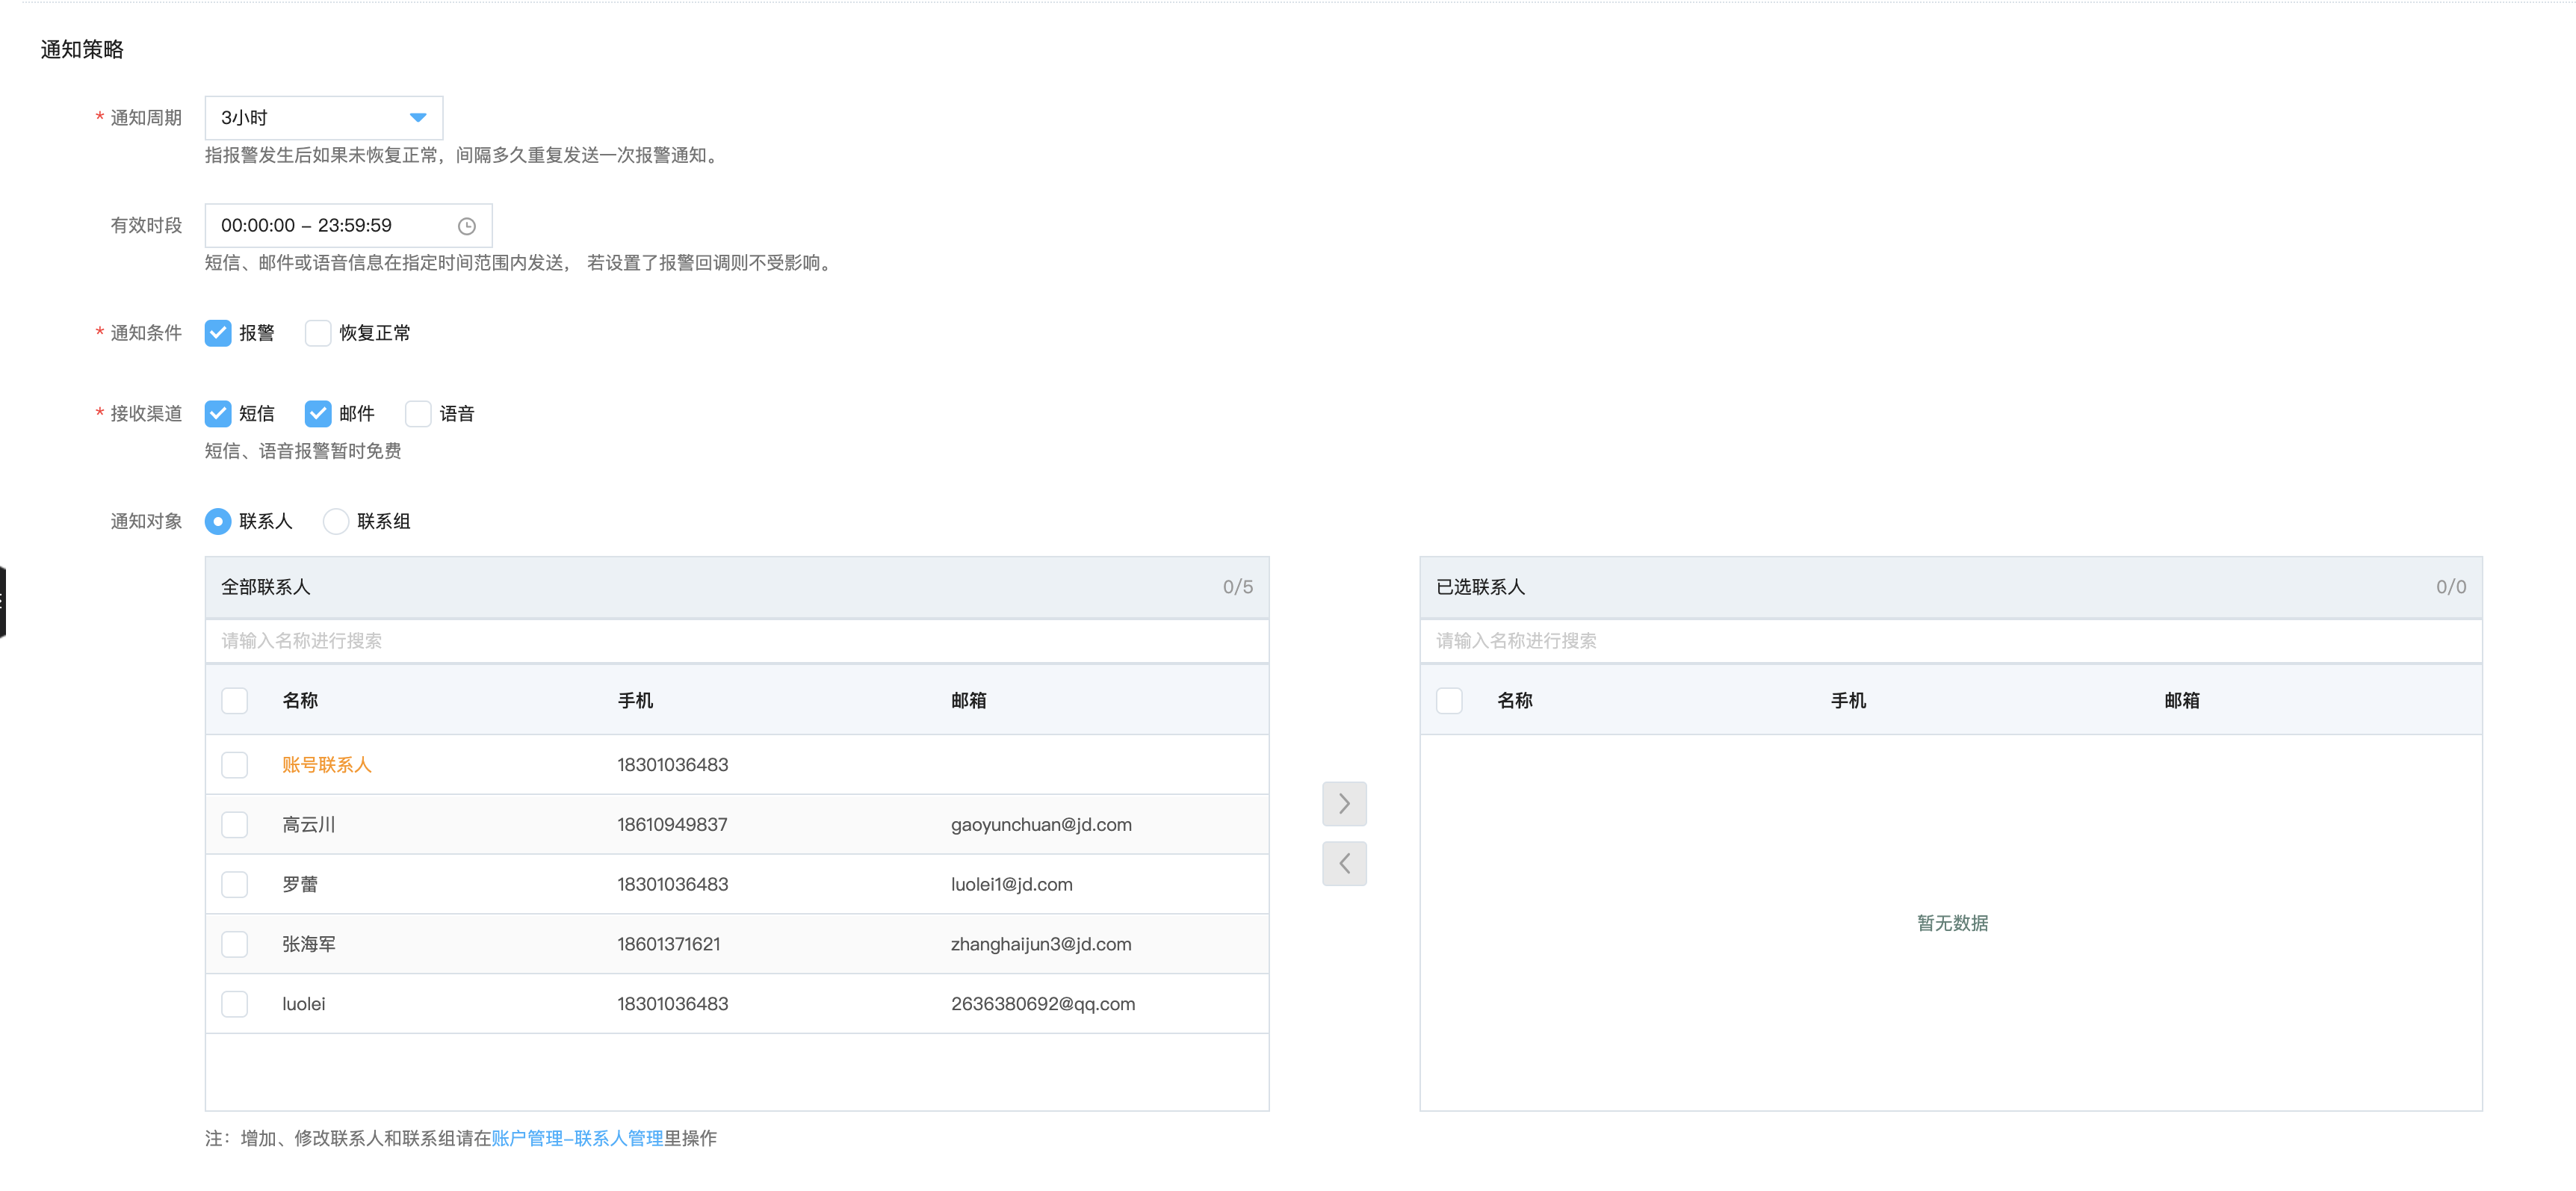 通知策略
* 通知周期 3小时
指报警发生后如果未恢复正常，间隔多久重复发送一次报警通知。
有效时段 00:00:00 – 23:59:59
短信、邮件或语音信息在指定时间范围内发送， 若设置了报警回调则不受影响。
* 通知条件 报警 恢复正常
* 接收渠道 短信 邮件 语音
短信、语音报警暂时免费
通知对象 联系人 联系组
全部联系人 0/5
请输入名称进行搜索
名称 手机 邮箱
账号联系人 18301036483
高云川 18610949837 gaoyunchuan@jd.com
罗蕾 18301036483 luolei1@jd.com
张海军 18601371621 zhanghaijun3@jd.com
luolei 18301036483 2636380692@qq.com
已选联系人 0/0
请输入名称进行搜索
名称 手机 邮箱
暂无数据
注：增加、修改联系人和联系组请在账户管理–联系人管理里操作